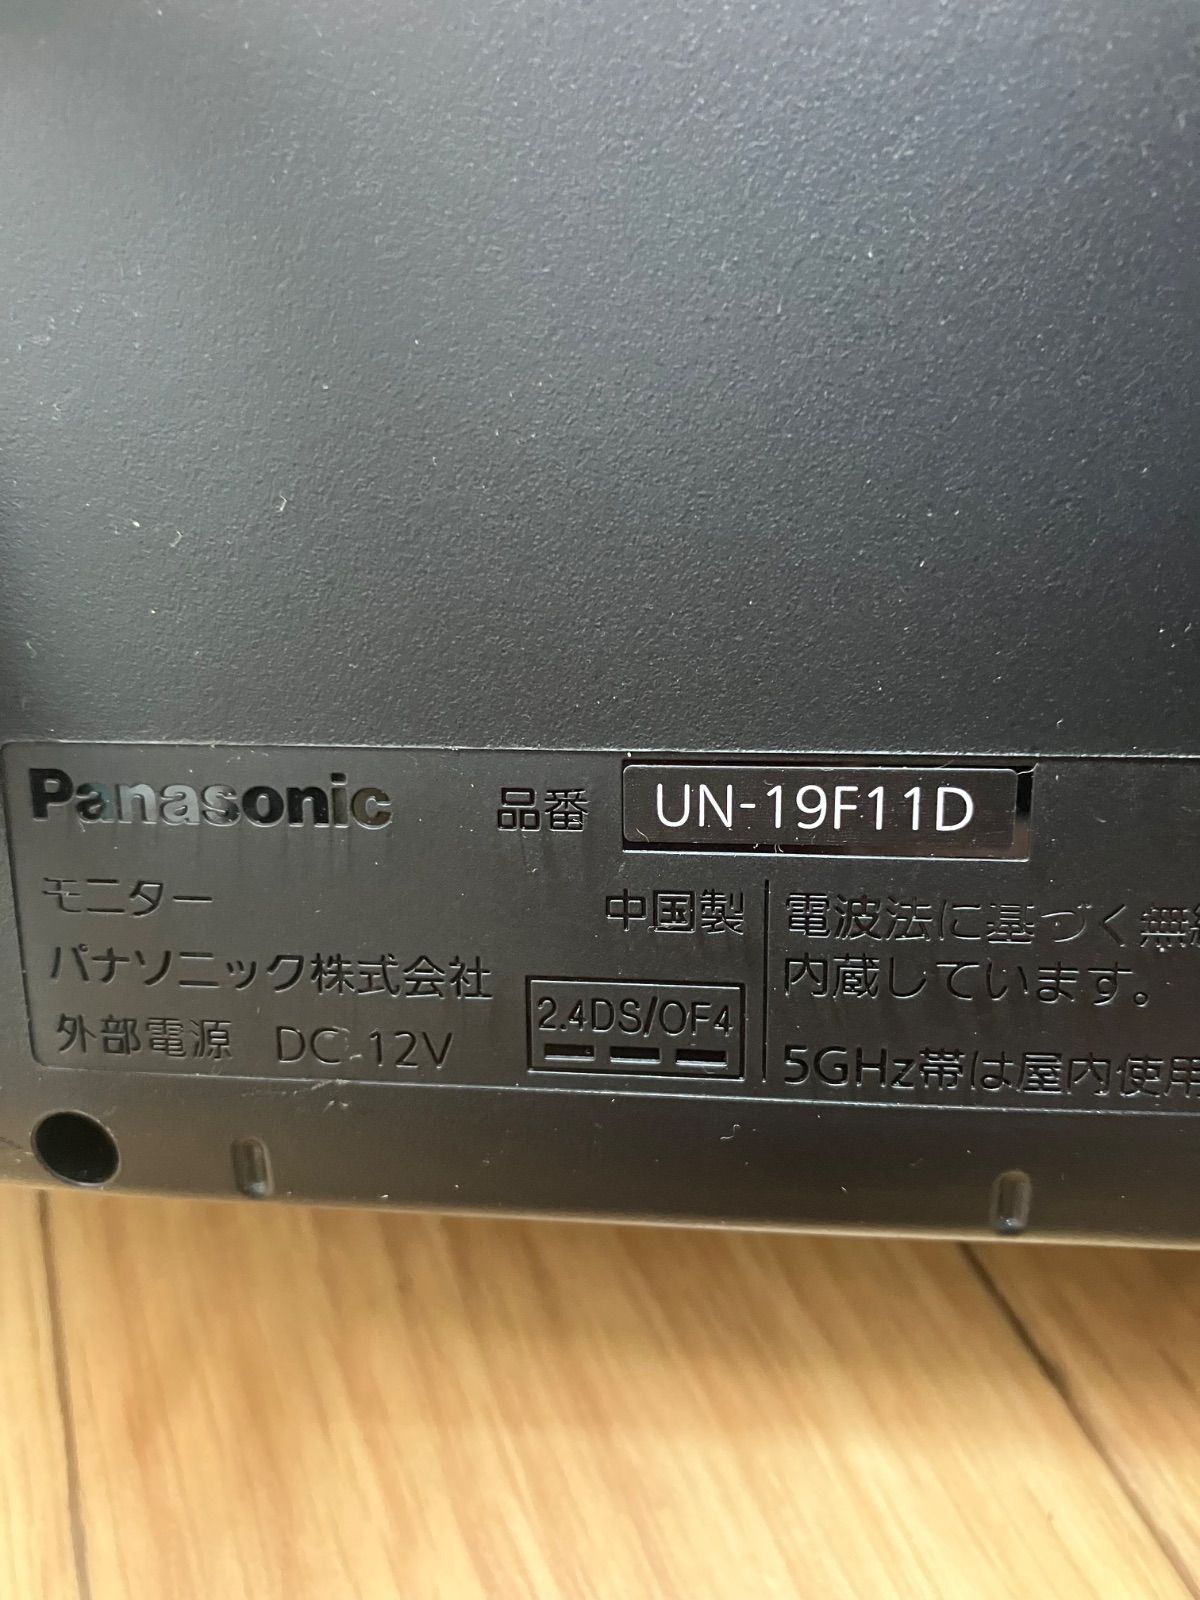 Panasonic 品番 UN-19F11D
モニター 中国製
パナソニック株式会社
外部電源 DC 12V
2.4DS/OF4
電波法に基づく無線
内蔵しています。
5GHz帯は屋内使用